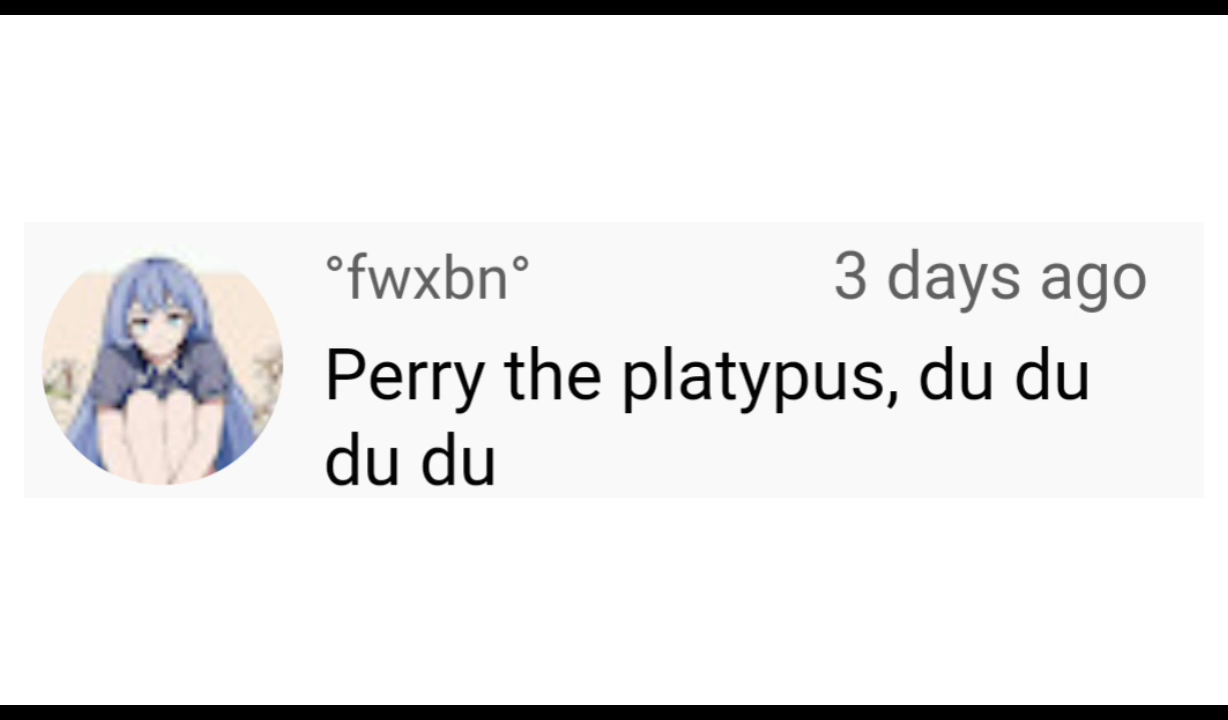 °fwxbn°
3 days ago
Perry the platypus, du du
du du